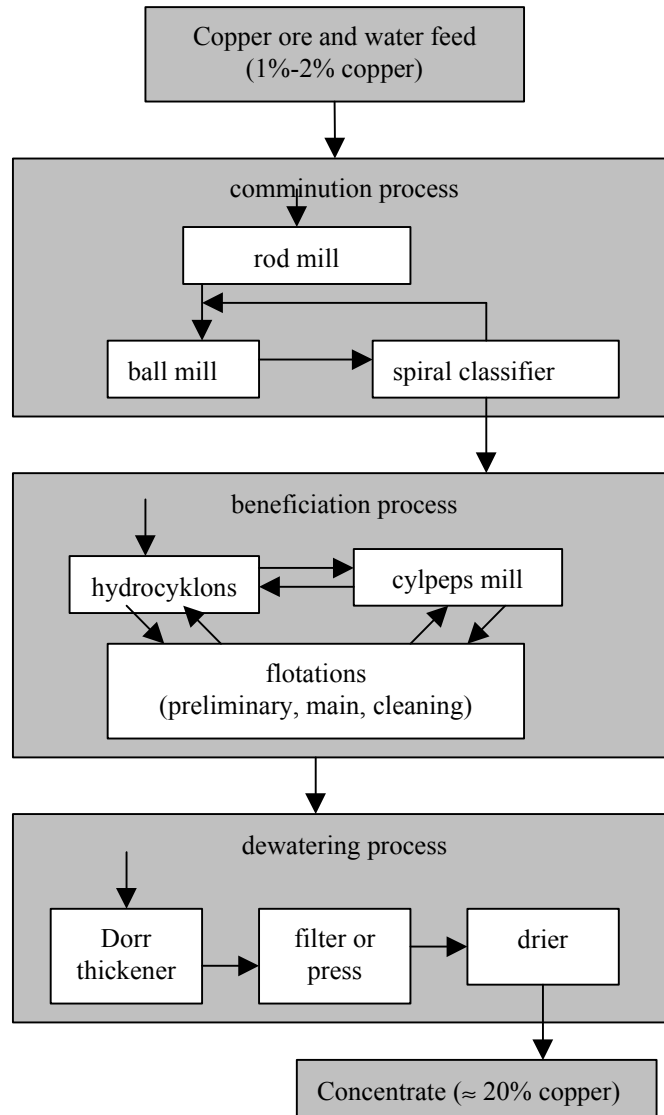 Copper ore and water feed
(1%-2% copper)
comminution process
rod mill
ball mill
spiral classifier
beneficiation process
hydrocyklons
cylpeps mill
flotations
(preliminary, main, cleaning)
dewatering process
Dorr
thickener
filter or
press
drier
Concentrate (≈ 20% copper)